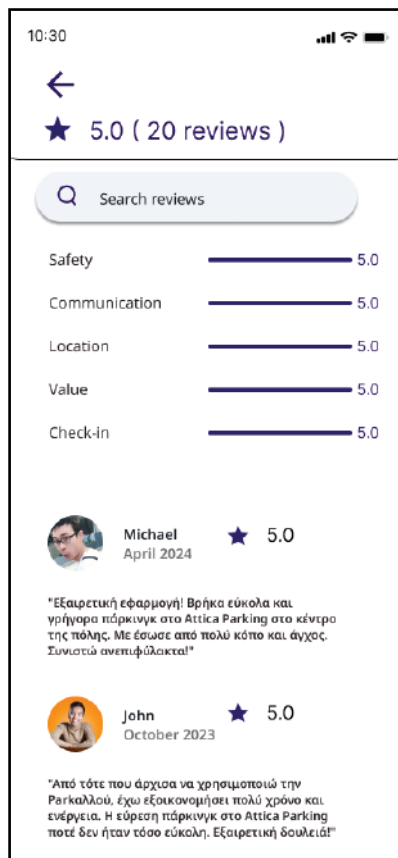 10:30
5.0 ( 20 reviews )
Search reviews
Safety 5.0
Communication 5.0
Location 5.0
Value 5.0
Check-in 5.0
Michael 5.0
April 2024
"Εξαιρετική εφαρμογή! Βρήκα εύκολα και
γρήγορα πάρκινγκ στο Attica Parking στο κέντρο
της πόλης. Με έσωσε από πολύ κόπο και άγχος.
Συνιστώ ανεπιφύλακτα!"
John 5.0
October 2023
"Από τότε που άρχισα να χρησιμοποιώ την
Parkαλλού, έχω εξοικονομήσει πολύ χρόνο και
ενέργεια. Η εύρεση πάρκινγκ στο Attica Parking
ποτέ δεν ήταν τόσο εύκολη. Εξαιρετική δουλειά!"